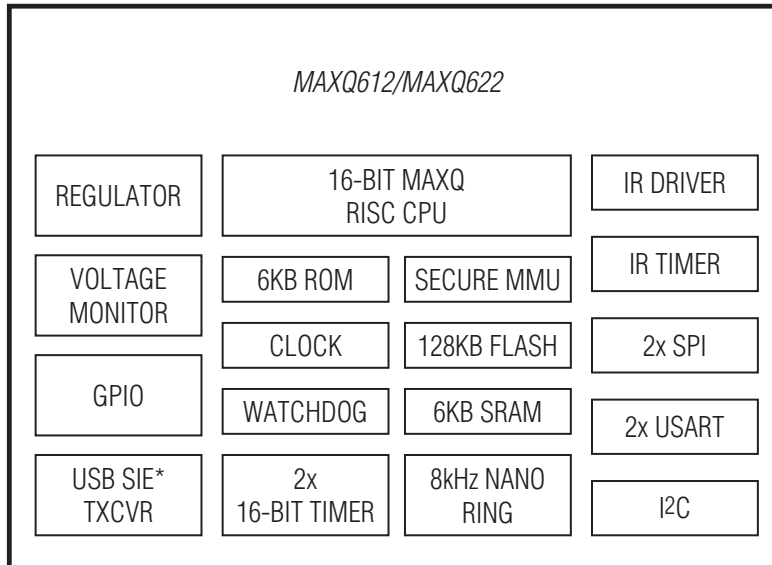 MAXQ612/MAXQ622
REGULATOR
16-BIT MAXQ
RISC CPU
IR DRIVER
VOLTAGE
MONITOR
6KB ROM
SECURE MMU
IR TIMER
CLOCK
128KB FLASH
2x SPI
GPIO
WATCHDOG
6KB SRAM
2x USART
USB SIE*
TXCVR
2x
16-BIT TIMER
8kHz NANO
RING
I2C